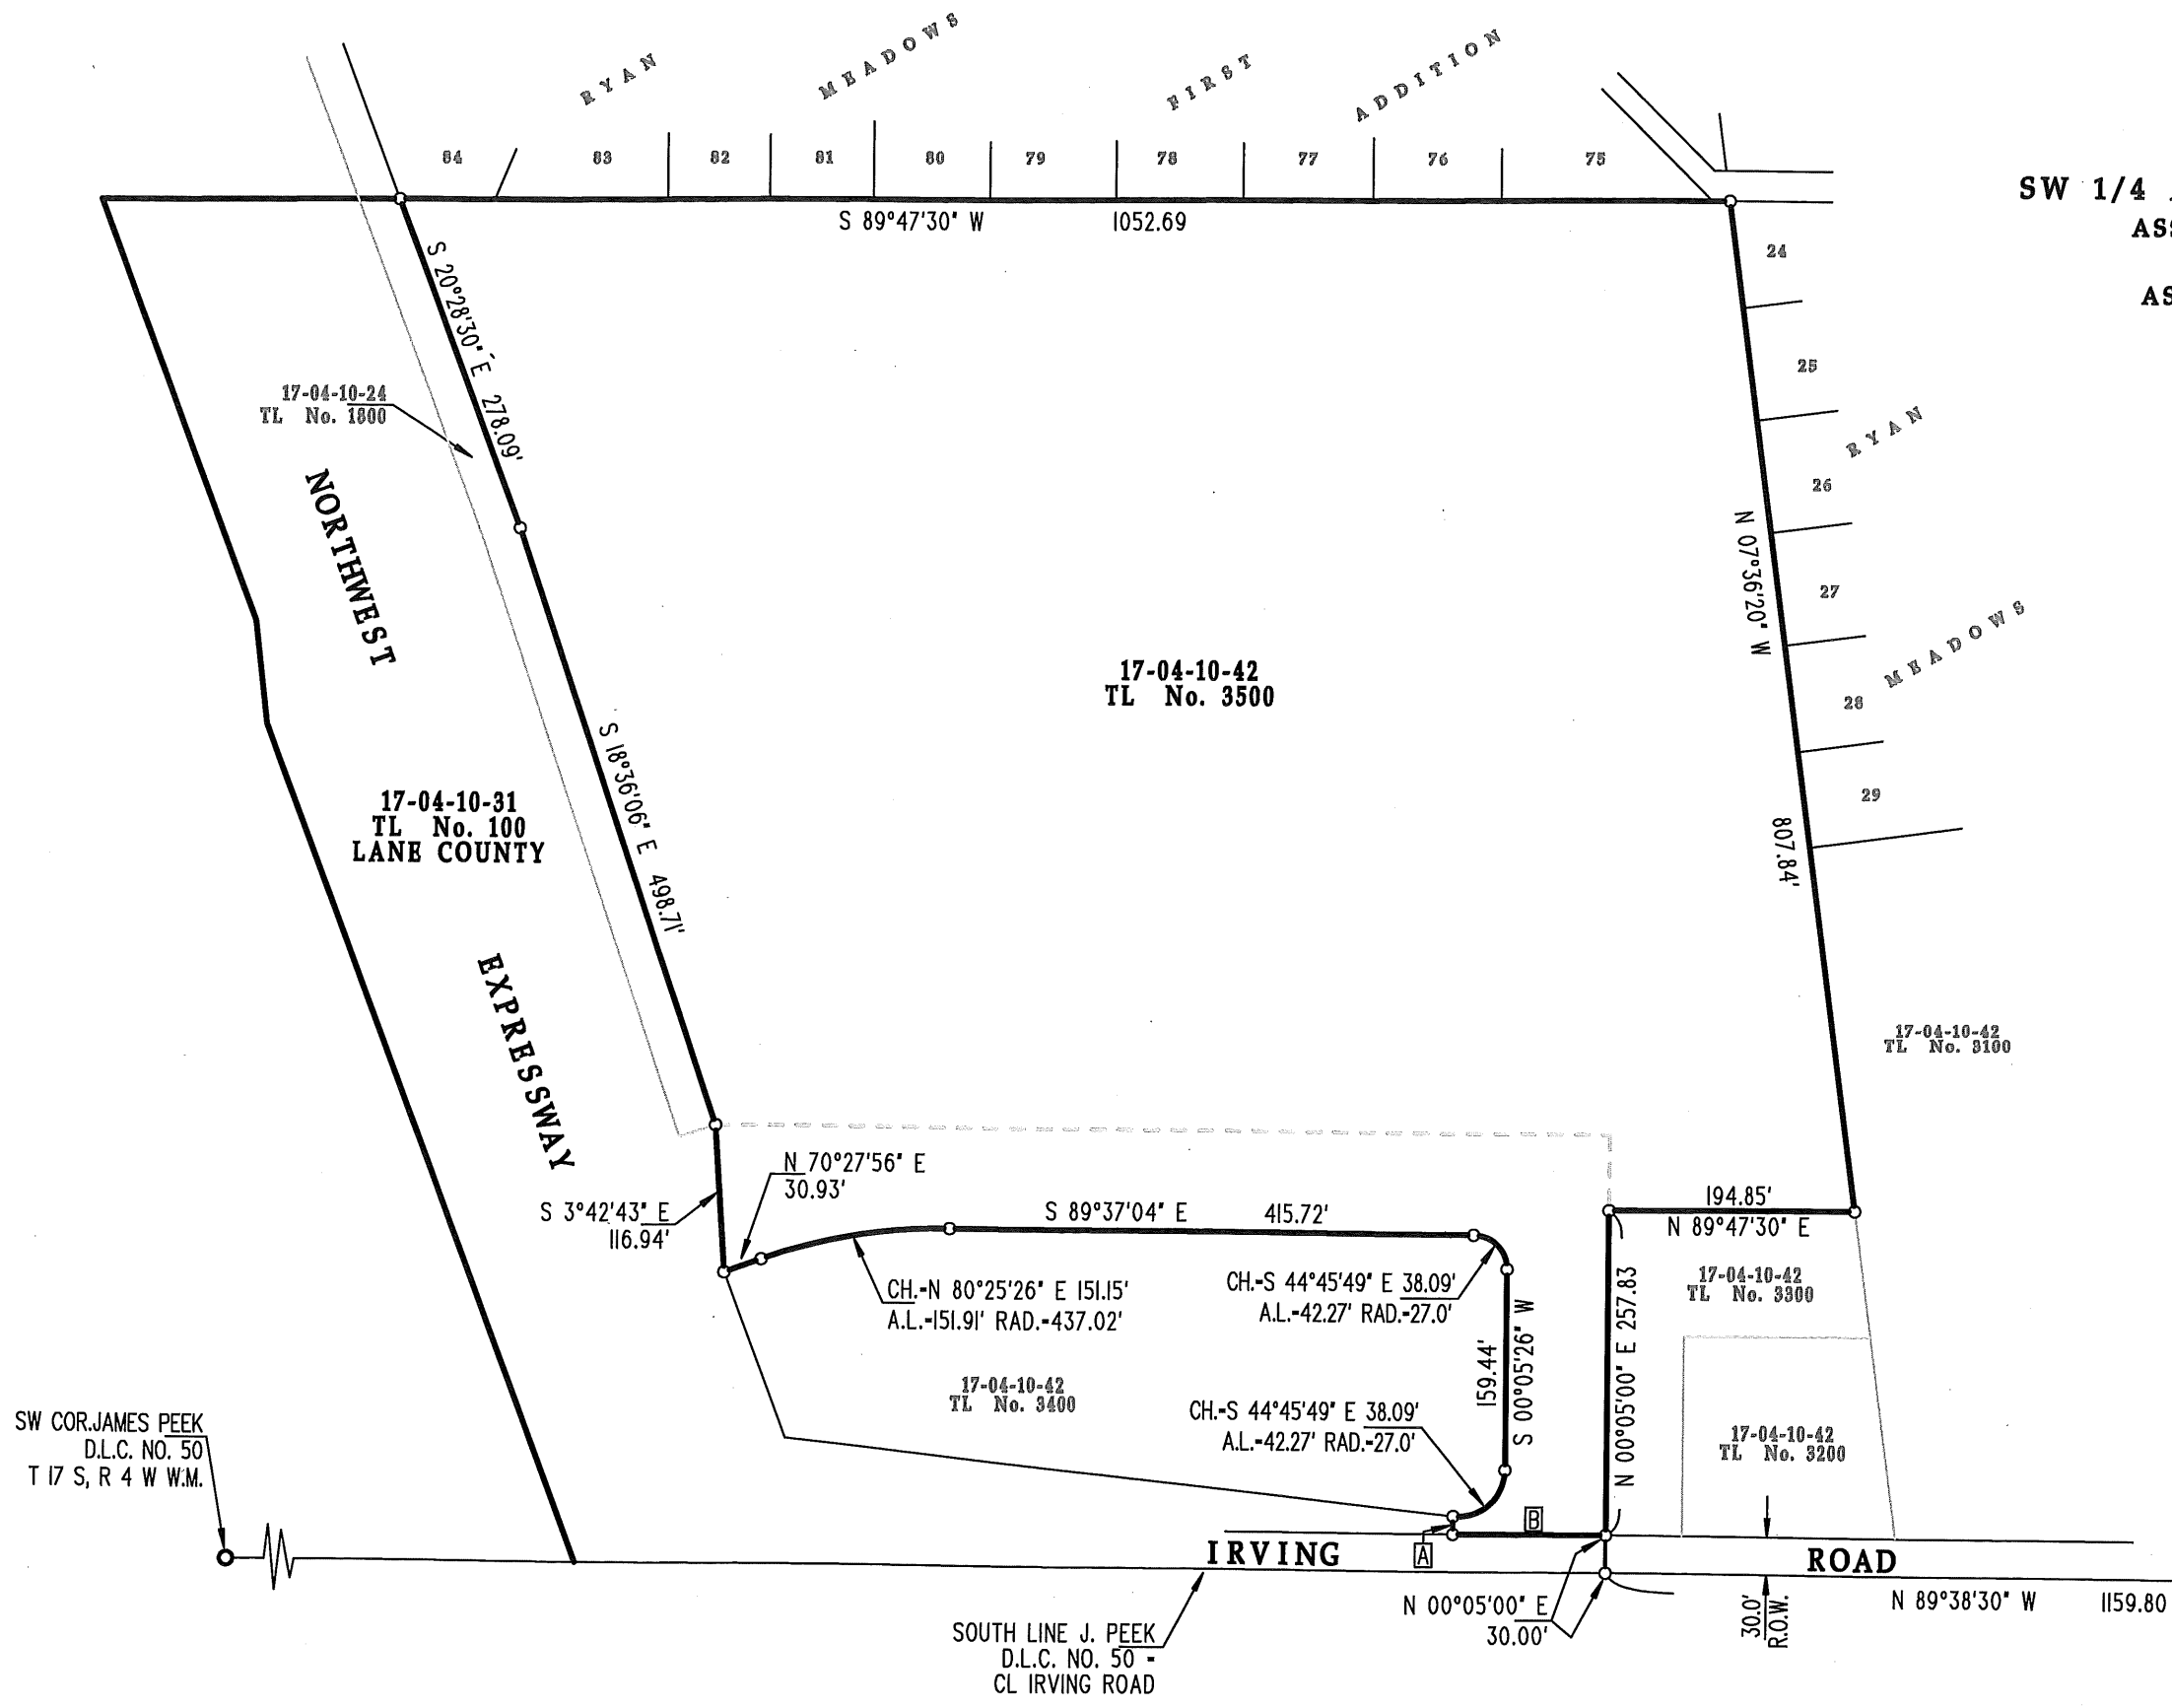 RYAN MEADOWS FIRST ADDITION
84 83 82 81 80 79 78 77 76 75
SW 1/4
S 89°47'30" W 1052.69
24
25
26
27
28
29
RYAN
MEADOWS
S 20°28'30" E 278.09'
17-04-10-24
TL No. 1800
NORTHWEST
EXPRESSWAY
N 07°36'20" W 807.84'
17-04-10-42
TL No. 3500
S 18°36'06" E 498.71'
17-04-10-31
TL No. 100
LANE COUNTY
17-04-10-42
TL No. 3100
N 70°27'56" E
30.93'
S 3°42'43" E
116.94'
S 89°37'04" E 415.72'
194.85'
N 89°47'30" E
CH.-N 80°25'26" E 151.15'
A.L.-151.91' RAD.-437.02'
CH.-S 44°45'49" E 38.09'
A.L.-42.27' RAD.-27.0'
17-04-10-42
TL No. 3300
159.44'
S 00°05'26" W
N 00°05'00" E 257.83
17-04-10-42
TL No. 3400
CH.-S 44°45'49" E 38.09'
A.L.-42.27' RAD.-27.0'
17-04-10-42
TL No. 3200
SW COR.JAMES PEEK
D.L.C. NO. 50
T 17 S, R 4 W W.M.
B
A
IRVING ROAD
N 00°05'00" E
30.00'
30.0'
R.O.W.
N 89°38'30" W 1159.80
SOUTH LINE J. PEEK
D.L.C. NO. 50 -
CL IRVING ROAD